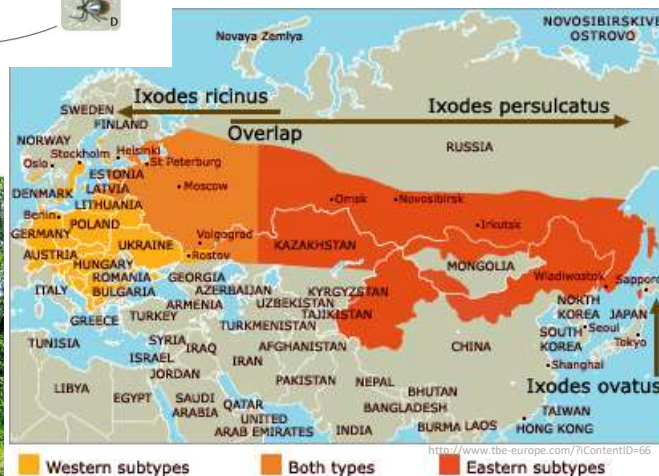 D
NOVOSIBIRSKIVE
OSTROVO
Novaya Zemlya
Ixodes ricinus
Ixodes persulcatus
Overlap
SWEDEN
FINLAND
RUSSIA
NORWAY
Oslo
Stockholm
Helsinki
St Peterburg
ESTONIA
LATVIA
Moscow
DENMARK
LITHUANIA
Omsk
Novosibirsk
Benin
POLAND
Irkutsk
GERMANY
Volgograd
UKRAINE
KAZAKHSTAN
AUSTRIA
Rostov
HUNGARY
MONGOLIA
ROMANIA
GEORGIA
Wladiwostok
Sapporo
ITALY
BULGARIA
AZERBAIJAN
KYRGYZSTAN
ARMENIA
UZBEKISTAN
NORTH
KOREA
JAPAN
GREECE
TURKEY
TAJIKISTAN
TURKMENISTAN
SOUTH
KOREA
Seoul
Tokyo
TUNISIA
SYRIA
IRAQ
AFGHANISTAN
CHINA
ISRAEL
IRAN
Shanghai
JORDAN
PAKISTAN
NEPAL
Ixodes ovatus
LIBYA
EGYPT
SAUDI
ARABIA
QATAR
BHUTAN
BANGLADESH
TAIWAN
UNITED
ARAB EMIRATES
INDIA
BURMA
LAOS
HONG KONG
http://www.tbe-europe.com/?iContentID=66
Western subtypes
Both types
Eastern subtypes